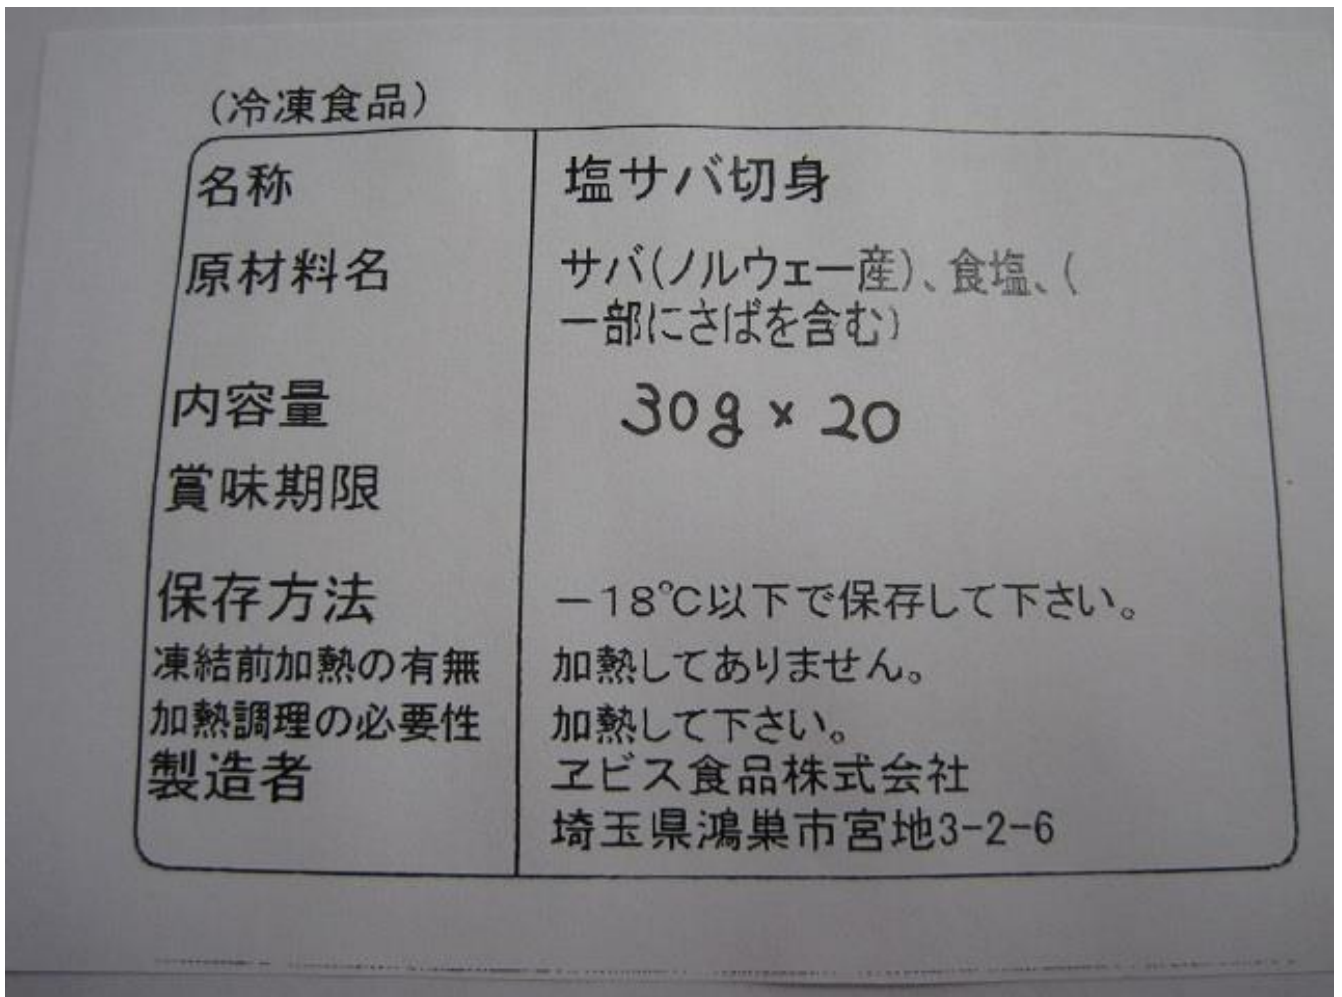 (冷凍食品)
名称 塩サバ切身
原材料名 サバ(ノルウェー産)、食塩、(
一部にさばを含む)
内容量 30g×20
賞味期限
保存方法 －18℃以下で保存して下さい。
凍結前加熱の有無 加熱してありません。
加熱調理の必要性 加熱して下さい。
製造者 ヱビス食品株式会社
埼玉県鴻巣市宮地3-2-6